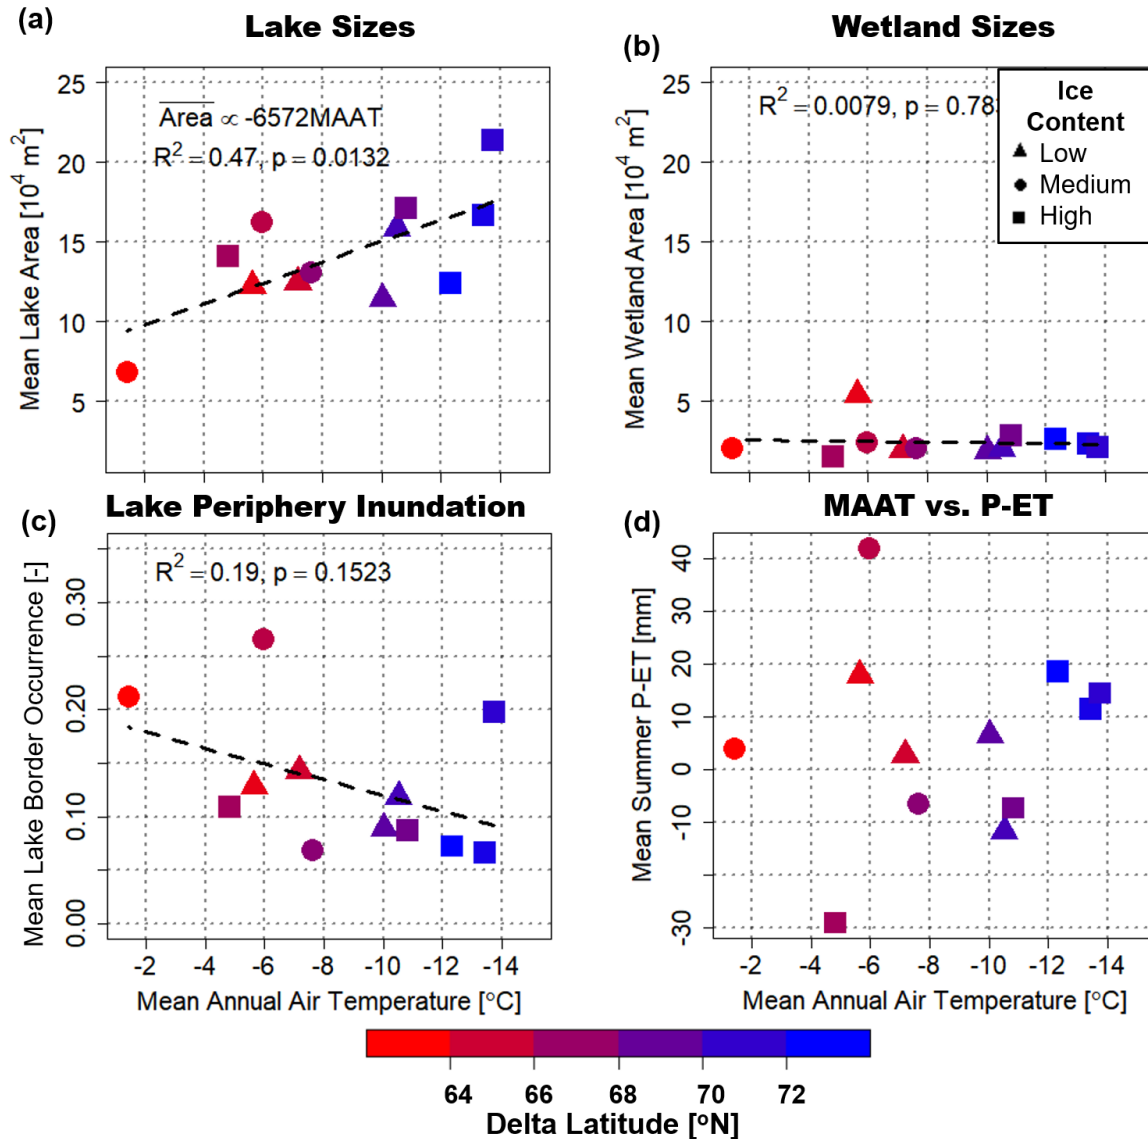 (a)
Lake Sizes
Area ∝ -6572MAAT
R² = 0.47, p = 0.0132
Mean Lake Area [10⁴ m²]
25
20
15
10
5
(b)
Wetland Sizes
R² = 0.0079, p = 0.783
Mean Wetland Area [10⁴ m²]
25
20
15
10
5
Ice
Content
Low
Medium
High
(c)
Lake Periphery Inundation
R² = 0.19, p = 0.1523
Mean Lake Border Occurrence [-]
0.30
0.20
0.10
0.00
-2 -4 -6 -8 -10 -12 -14
Mean Annual Air Temperature [°C]
(d)
MAAT vs. P-ET
Mean Summer P-ET [mm]
40
30
20
10
0
-10
-30
-2 -4 -6 -8 -10 -12 -14
Mean Annual Air Temperature [°C]
64 66 68 70 72
Delta Latitude [°N]